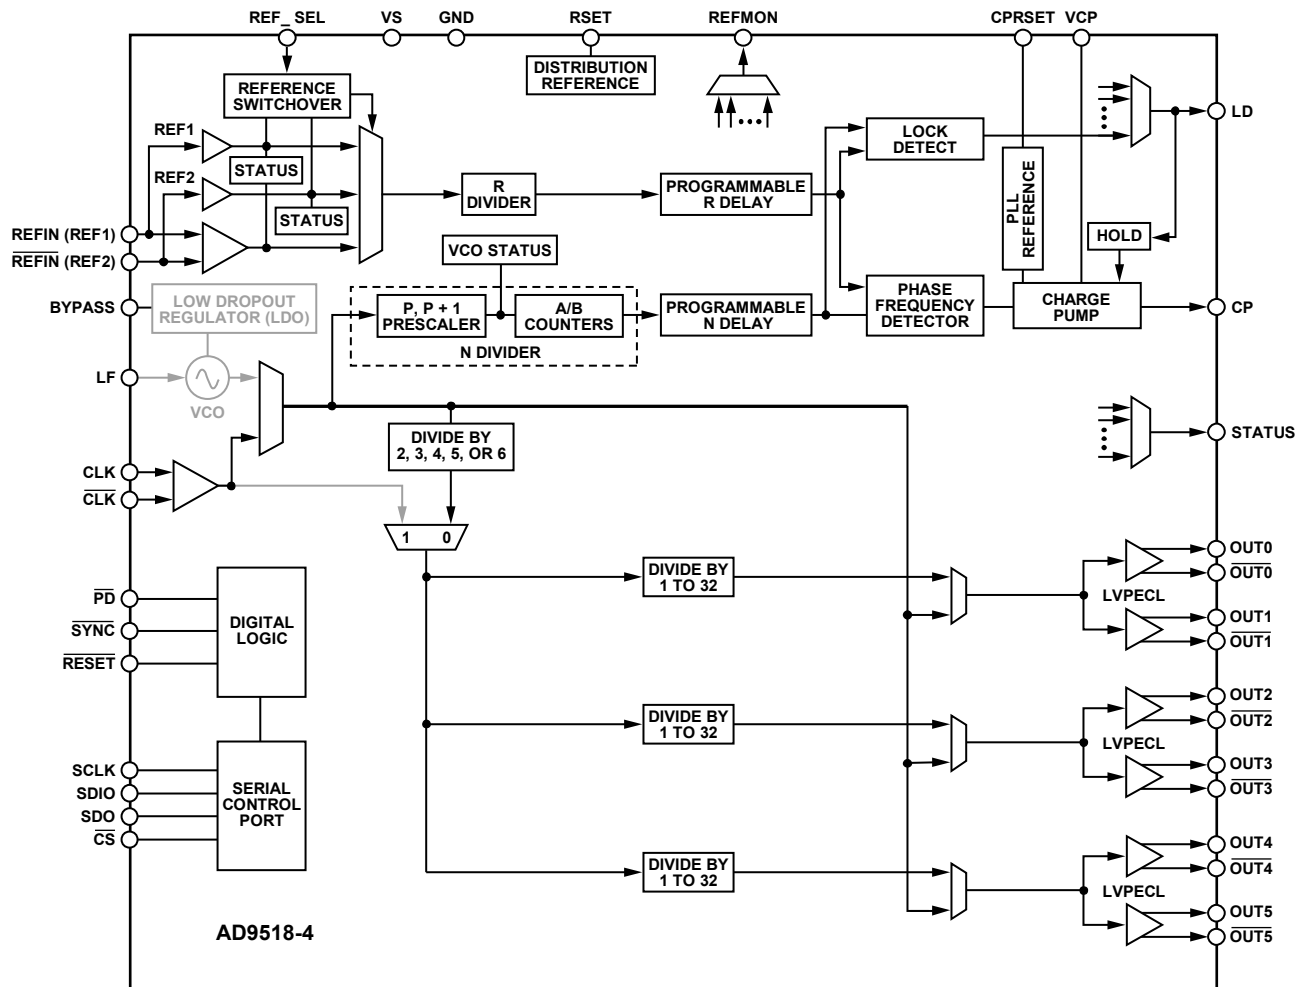 REF_ SEL
VS
GND
RSET
REFMON
CPRSET
VCP
REFERENCE
SWITCHOVER
DISTRIBUTION
REFERENCE
REF1
STATUS
REF2
STATUS
REFIN (REF1)
REFIN (REF2)
BYPASS
LF
R
DIVIDER
PROGRAMMABLE
R DELAY
LOCK
DETECT
PLL
REFERENCE
HOLD
LD
VCO STATUS
LOW DROPOUT
REGULATOR (LDO)
P, P + 1
PRESCALER
A/B
COUNTERS
N DIVIDER
PROGRAMMABLE
N DELAY
PHASE
FREQUENCY
DETECTOR
CHARGE
PUMP
CP
VCO
STATUS
DIVIDE BY
2, 3, 4, 5, OR 6
CLK
CLK
1 0
PD
SYNC
RESET
DIGITAL
LOGIC
DIVIDE BY
1 TO 32
LVPECL
OUT0
OUT0
OUT1
OUT1
DIVIDE BY
1 TO 32
LVPECL
OUT2
OUT2
OUT3
OUT3
SCLK
SDIO
SDO
CS
SERIAL
CONTROL
PORT
DIVIDE BY
1 TO 32
LVPECL
OUT4
OUT4
OUT5
OUT5
AD9518-4